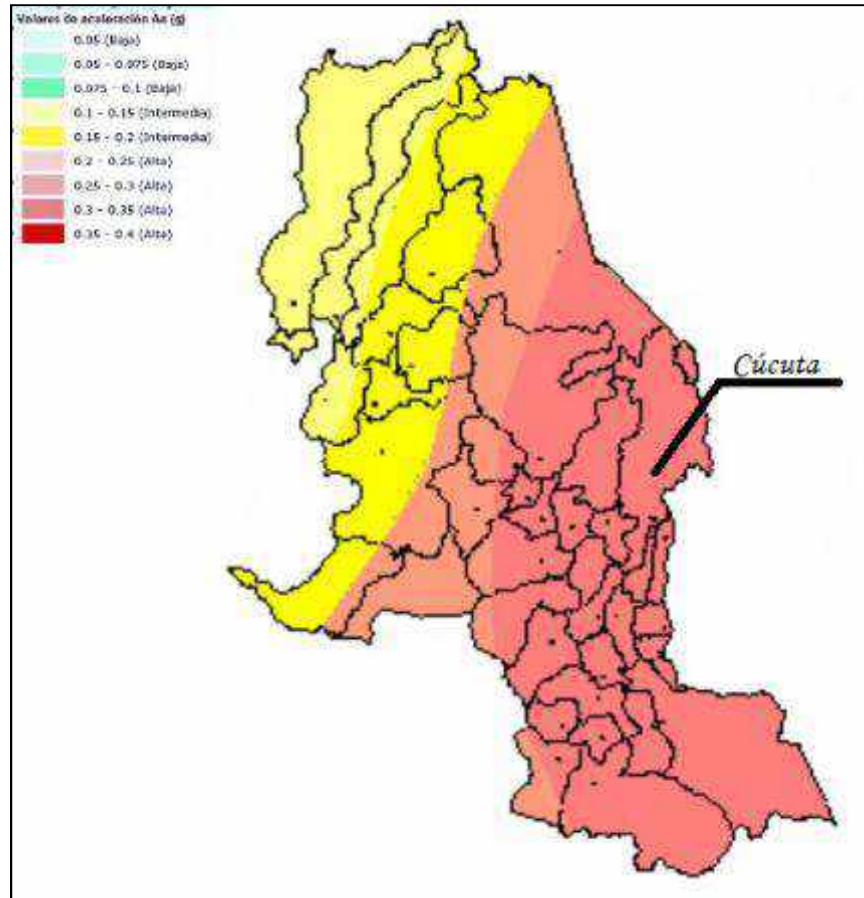 Valores de aceleración Aa (g)
0.05 (Baja)
0.05 - 0.075 (Baja)
0.075 - 0.1 (Baja)
0.1 - 0.15 (Intermedia)
0.15 - 0.2 (Intermedia)
0.2 - 0.25 (Alta)
0.25 - 0.3 (Alta)
0.3 - 0.35 (Alta)
0.35 - 0.4 (Alta)
Cúcuta